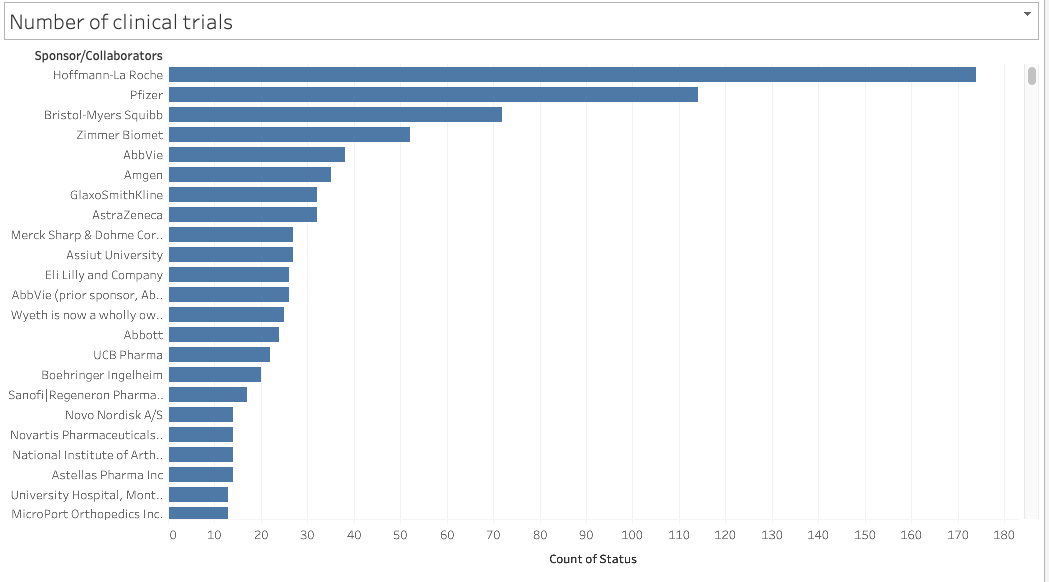 Number of clinical trials
Sponsor/Collaborators
Hoffmann-La Roche
Pfizer
Bristol-Myers Squibb
Zimmer Biomet
AbbVie
Amgen
GlaxoSmithKline
AstraZeneca
Merck Sharp & Dohme Cor..
Assiut University
Eli Lilly and Company
AbbVie (prior sponsor, Ab..
Wyeth is now a wholly ow..
Abbott
UCB Pharma
Boehringer Ingelheim
Sanofi|Regeneron Pharma..
Novo Nordisk A/S
Novartis Pharmaceuticals..
National Institute of Arth..
Astellas Pharma Inc
University Hospital, Mont..
MicroPort Orthopedics Inc.
0 10 20 30 40 50 60 70 80 90 100 110 120 130 140 150 160 170 180
Count of Status